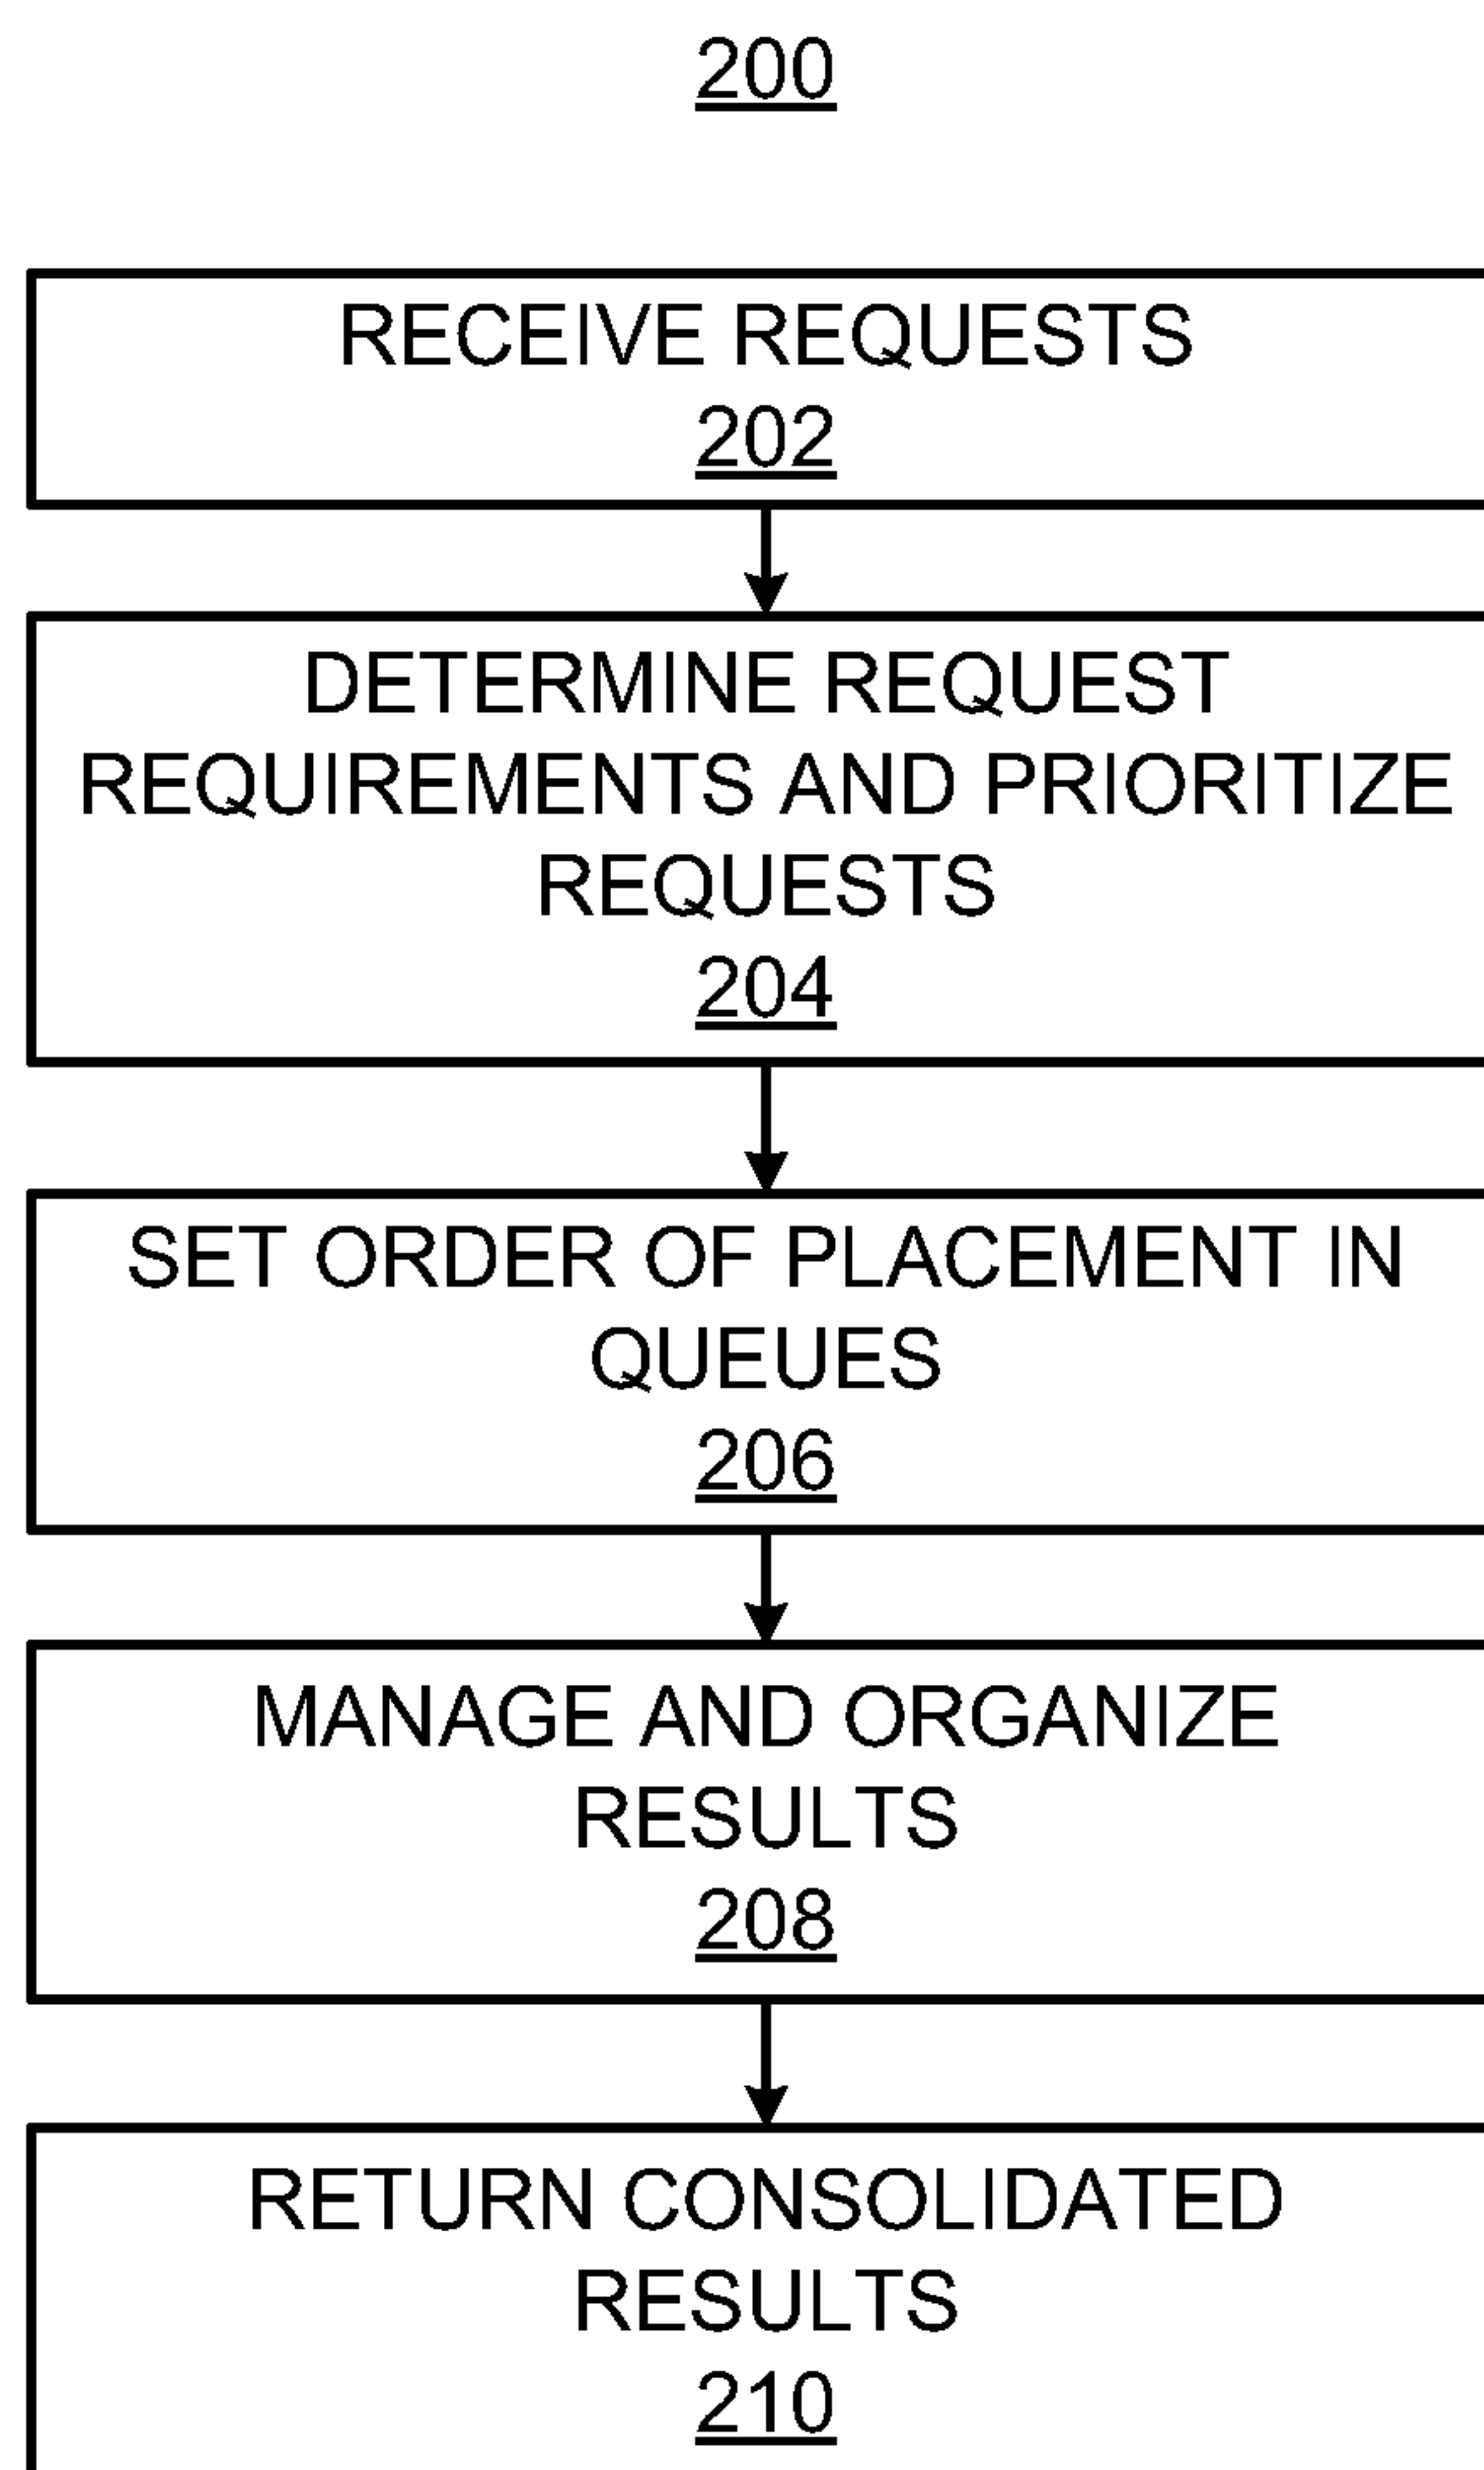 200
RECEIVE REQUESTS
202
DETERMINE REQUEST
REQUIREMENTS AND PRIORITIZE
REQUESTS
204
SET ORDER OF PLACEMENT IN
QUEUES
206
MANAGE AND ORGANIZE
RESULTS
208
RETURN CONSOLIDATED
RESULTS
210